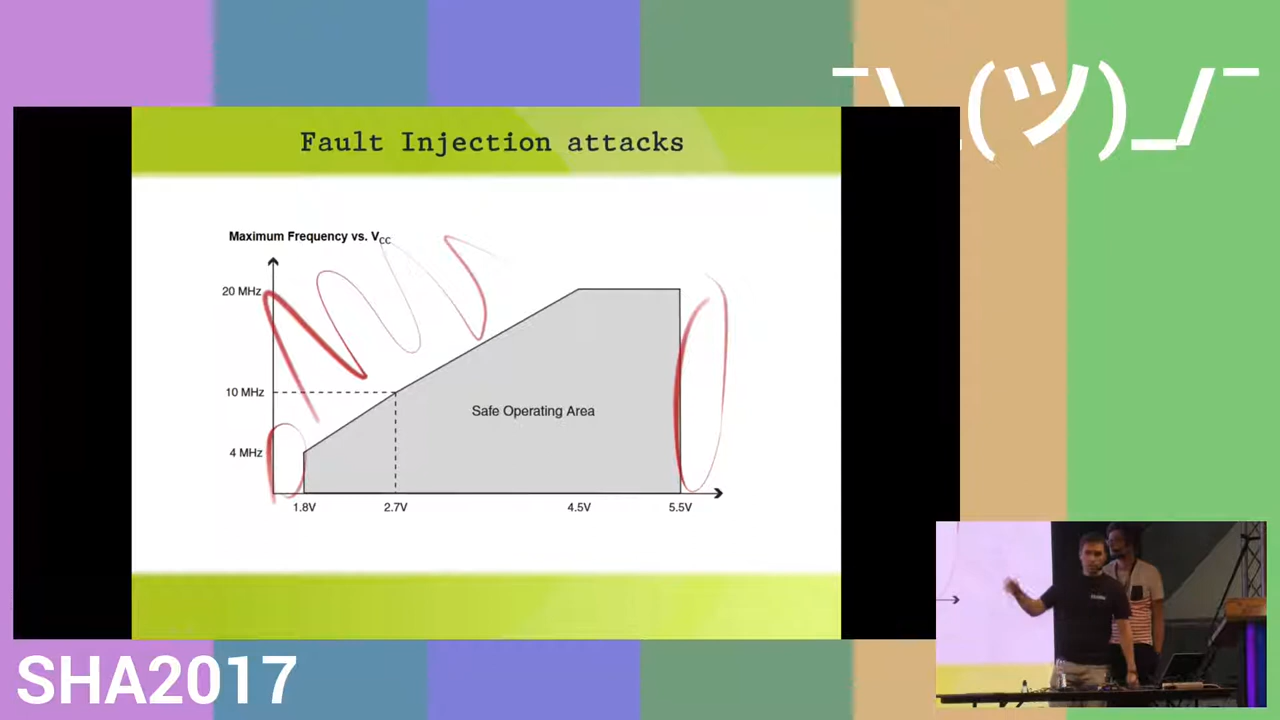 ¯\_(ツ)_/¯
Fault Injection attacks
Maximum Frequency vs. VCC
20 MHz
10 MHz
4 MHz
Safe Operating Area
1.8V
2.7V
4.5V
5.5V
SHA2017